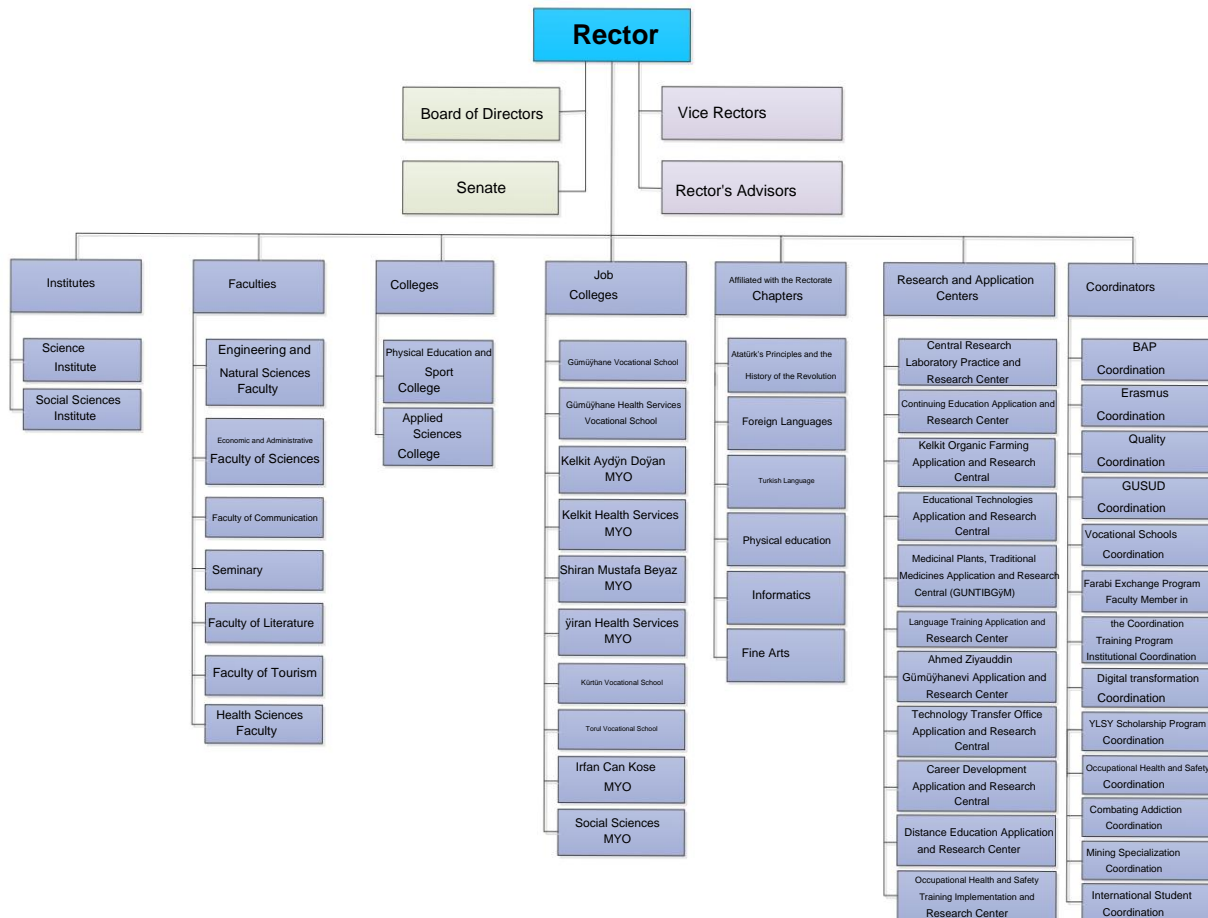 Rector
Board of Directors
Vice Rectors
Senate
Rector's Advisors
Institutes
Science
Institute
Social Sciences
Institute
Faculties
Engineering and
Natural Sciences
Faculty
Economic and Administrative
Faculty of Sciences
Faculty of Communication
Seminary
Faculty of Literature
Faculty of Tourism
Health Sciences
Faculty
Colleges
Physical Education and
Sport
College
Applied
Sciences
College
Job
Colleges
Gümüÿhane Vocational School
Gümüÿhane Health Services
Vocational School
Kelkit Aydÿn Doÿan
MYO
Kelkit Health Services
MYO
Shiran Mustafa Beyaz
MYO
ÿiran Health Services
MYO
Kürtün Vocational School
Torul Vocational School
Irfan Can Kose
MYO
Social Sciences
MYO
Affiliated with the Rectorate
Chapters
Atatürk's Principles and the
History of the Revolution
Foreign Languages
Turkish Language
Physical education
Informatics
Fine Arts
Research and Application
Centers
Central Research
Laboratory Practice and
Research Center
Continuing Education Application and
Research Center
Kelkit Organic Farming
Application and Research
Central
Educational Technologies
Application and Research
Central
Medicinal Plants, Traditional
Medicines Application and Research
Central (GUNTIBGÿM)
Language Training Application and
Research Center
Ahmed Ziyauddin
Gümüÿhanevi Application and
Research Center
Technology Transfer Office
Application and Research
Central
Career Development
Application and Research
Central
Distance Education Application
and Research Center
Occupational Health and Safety
Training Implementation and
Research Center
Coordinators
BAP
Coordination
Erasmus
Coordination
Quality
Coordination
GUSUD
Coordination
Vocational Schools
Coordination
Farabi Exchange Program
Faculty Member in
the Coordination
Training Program
Institutional Coordination
Digital transformation
Coordination
YLSY Scholarship Program
Coordination
Occupational Health and Safety
Coordination
Combating Addiction
Coordination
Mining Specialization
Coordination
International Student
Coordination